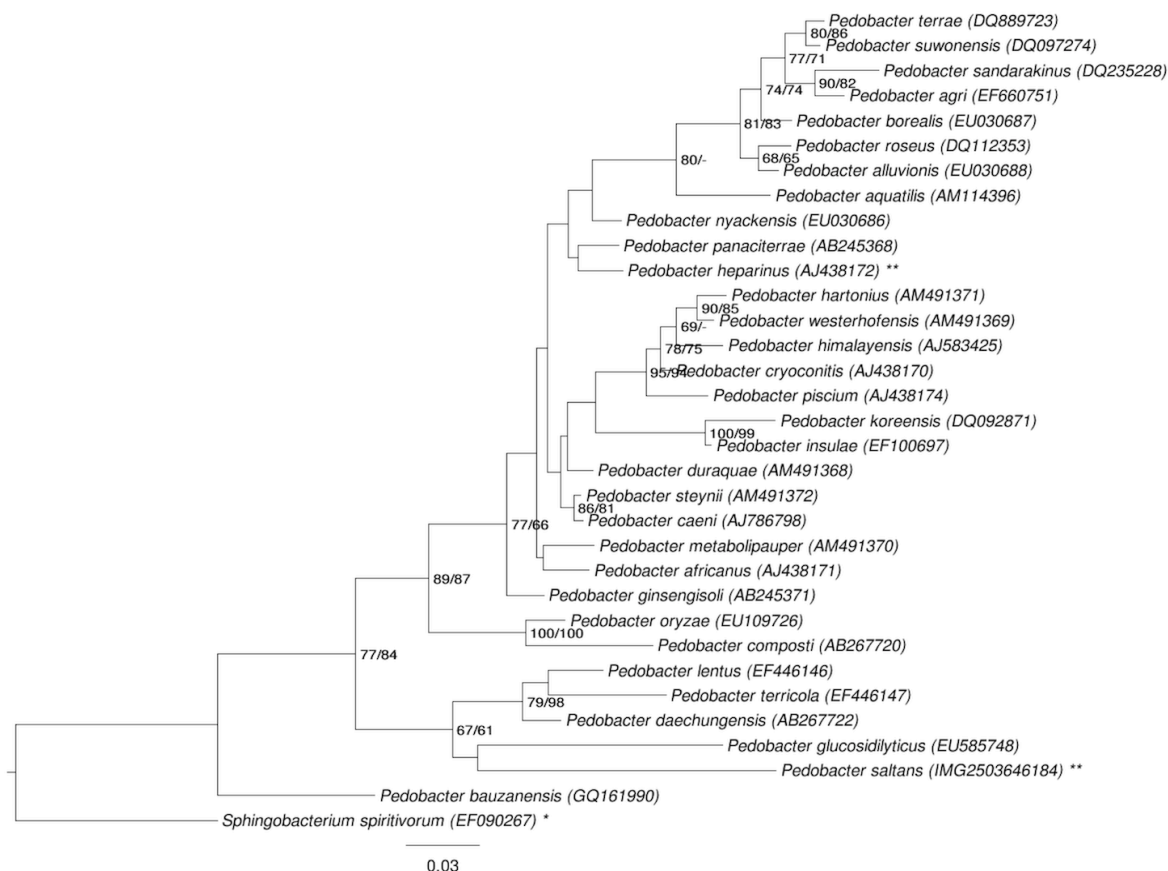 Pedobacter terrae (DQ889723)
80/86
Pedobacter suwonensis (DQ097274)
77/71
Pedobacter sandarakinus (DQ235228)
90/82
74/74
Pedobacter agri (EF660751)
81/83
Pedobacter borealis (EU030687)
Pedobacter roseus (DQ112353)
80/-
68/65
Pedobacter alluvionis (EU030688)
Pedobacter aquatilis (AM114396)
Pedobacter nyackensis (EU030686)
Pedobacter panaciterrae (AB245368)
Pedobacter heparinus (AJ438172) **
Pedobacter hartonius (AM491371)
90/85
Pedobacter westerhofensis (AM491369)
69/-
Pedobacter himalayensis (AJ583425)
78/75
Pedobacter cryoconitis (AJ438170)
95/94
Pedobacter piscium (AJ438174)
Pedobacter koreensis (DQ092871)
100/99
Pedobacter insulae (EF100697)
Pedobacter duraquae (AM491368)
Pedobacter steynii (AM491372)
86/81
Pedobacter caeni (AJ786798)
77/66
Pedobacter metabolipauper (AM491370)
Pedobacter africanus (AJ438171)
89/87
Pedobacter ginsengisoli (AB245371)
Pedobacter oryzae (EU109726)
100/100
Pedobacter composti (AB267720)
77/84
Pedobacter lentus (EF446146)
Pedobacter terricola (EF446147)
79/98
Pedobacter daechungensis (AB267722)
67/61
Pedobacter glucosidilyticus (EU585748)
Pedobacter saltans (IMG2503646184) **
Pedobacter bauzanensis (GQ161990)
Sphingobacterium spiritivorum (EF090267) *
0.03